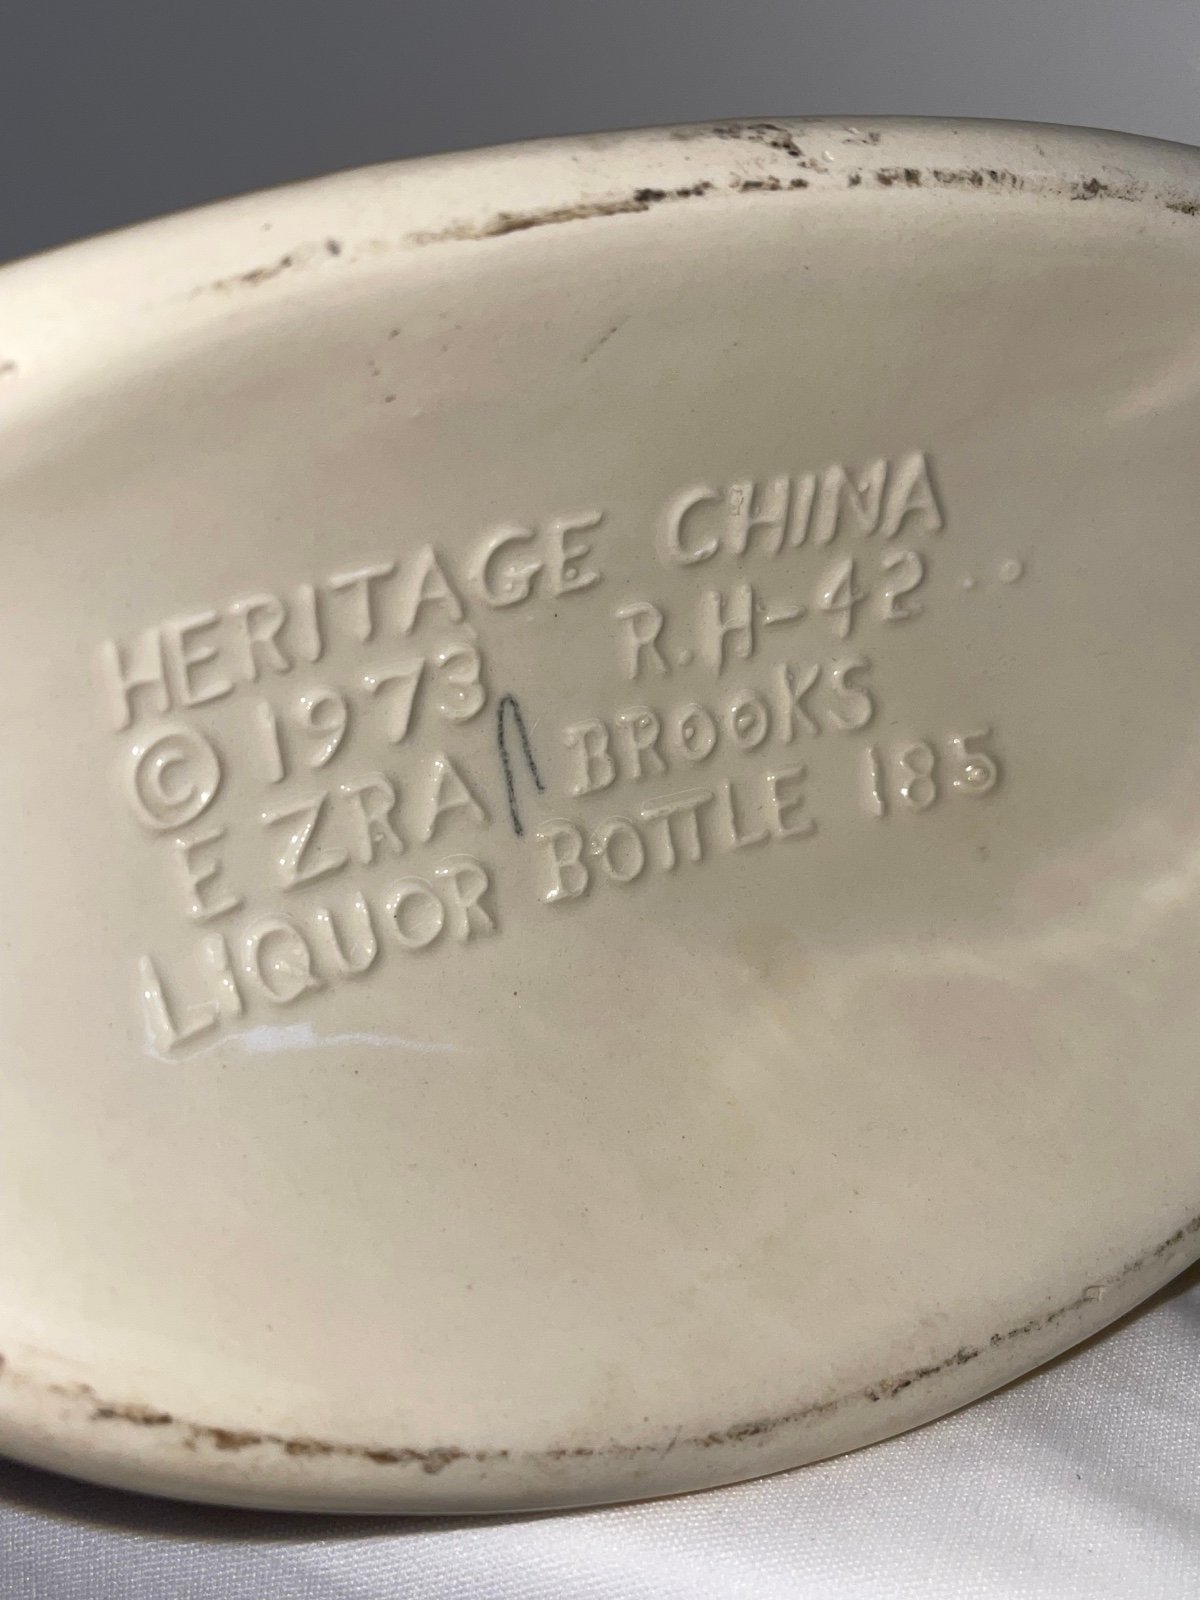 HERITAGE CHINA
© 1973 R.H-42..
EZRA BROOKS
LIQUOR BOTTLE 185